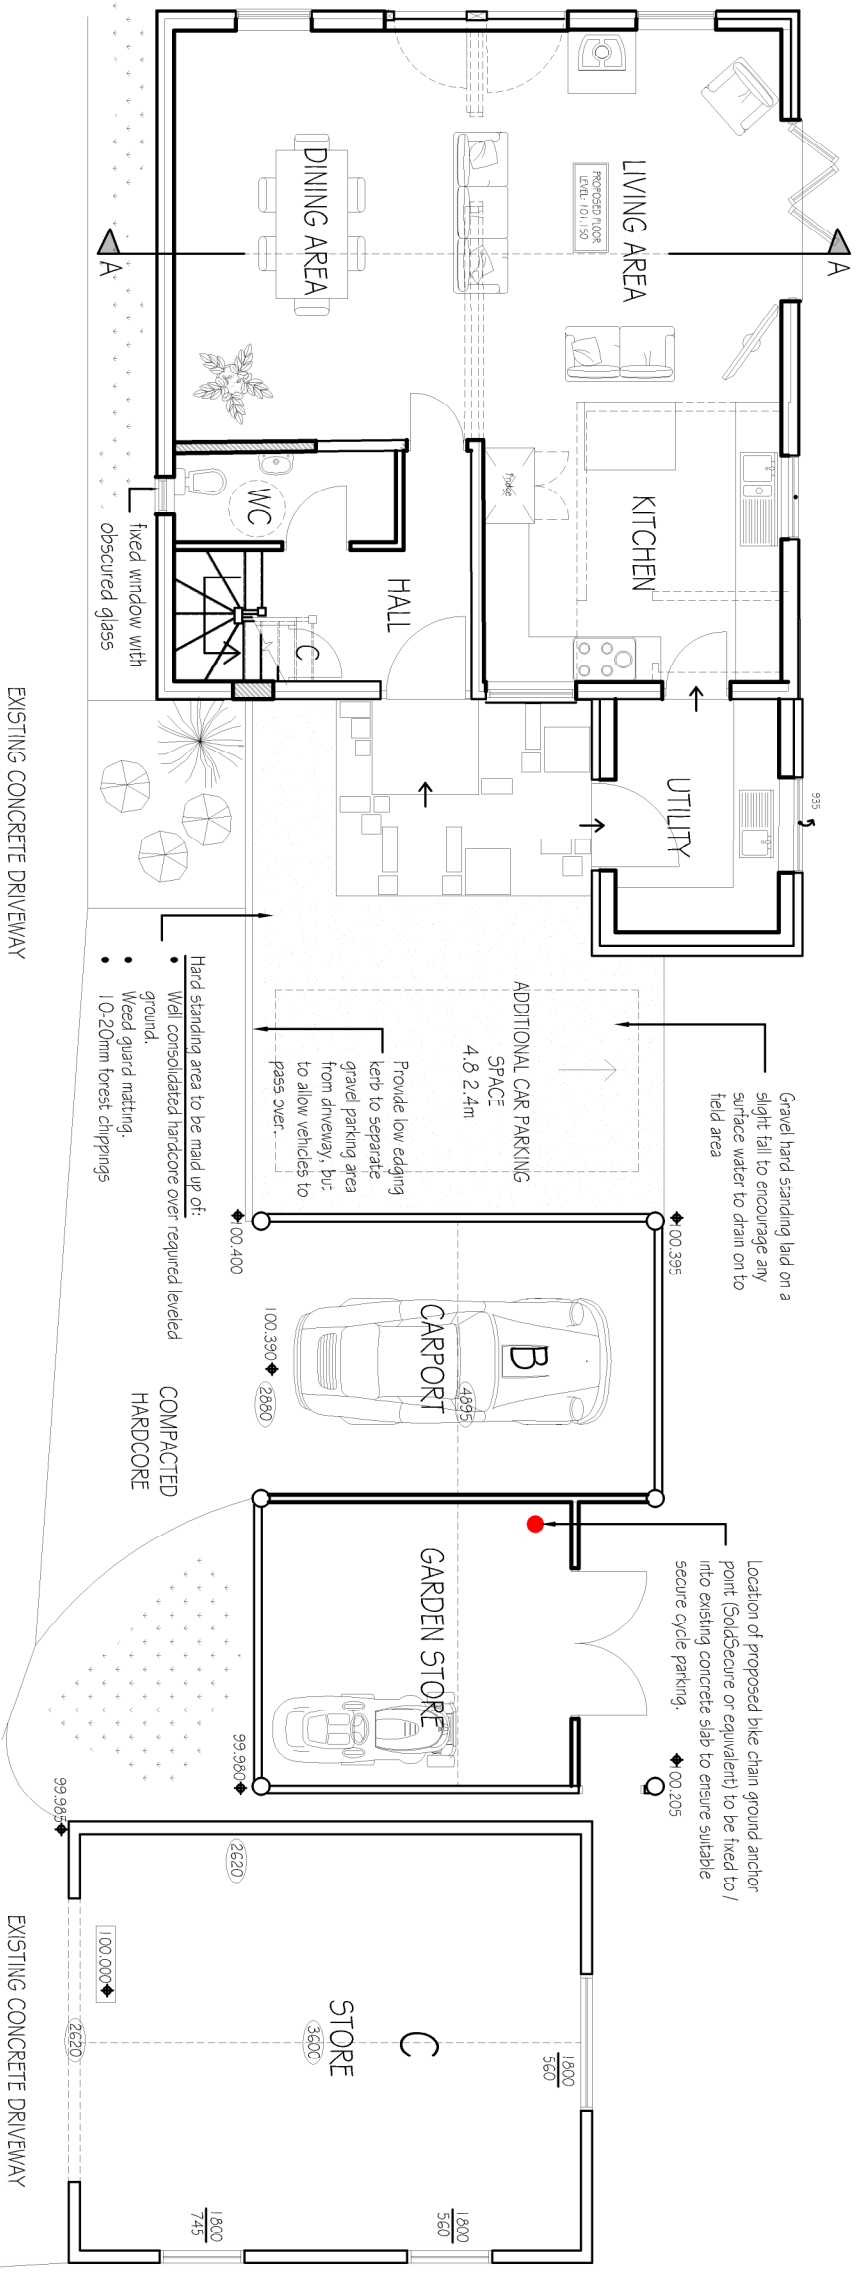 A
A
LIVING AREA
PROPOSED FLOOR
LEVEL: 101.150
DINING AREA
KITCHEN
Fridge
WC
HALL
C
fixed window with
obscured glass
UTILITY
935
EXISTING CONCRETE DRIVEWAY
Gravel hard standing laid on a
slight fall to encourage any
surface water to drain on to
field area
ADDITIONAL CAR PARKING
SPACE
4.8 2.4m
Provide low edging
kerb to separate
gravel parking area
from driveway, but
to allow vehicles to
pass over.
Hard standing area to be maid up of:
• Well consolidated hardcore over required leveled
ground.
• Weed guard matting.
• 10-20mm forest chippings
100.395
100.400
B
CARPORT
4895
100.390
2880
COMPACTED
HARDCORE
Location of proposed bike chain ground anchor
point (SoldSecure or equivalent) to be fixed to /
into existing concrete slab to ensure suitable
secure cycle parking.
100.205
GARDEN STORE
99.980
99.985
2620
100.000
2620
C
STORE
3600
1800
560
1800
560
1800
745
EXISTING CONCRETE DRIVEWAY